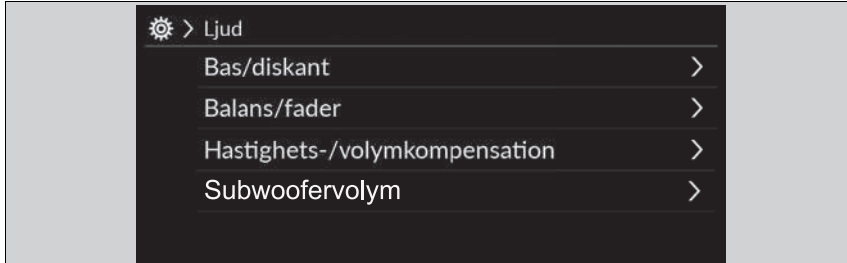 > Ljud
Bas/diskant >
Balans/fader >
Hastighets-/volymkompensation >
Subwoofervolym >